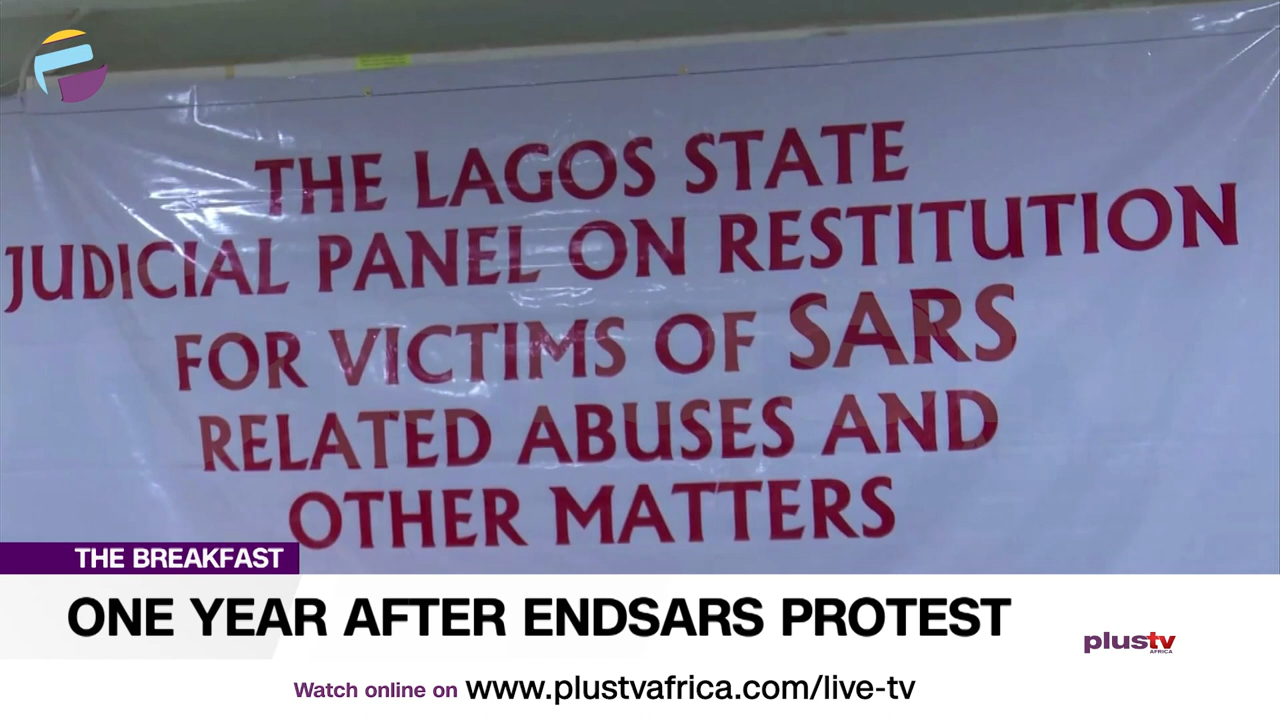 THE LAGOS STATE
JUDICIAL PANEL ON RESTITUTION
FOR VICTIMS OF SARS
RELATED ABUSES AND
OTHER MATTERS
THE BREAKFAST
ONE YEAR AFTER ENDSARS PROTEST
plustv
AFRICA
Watch online on www.plustvafrica.com/live-tv